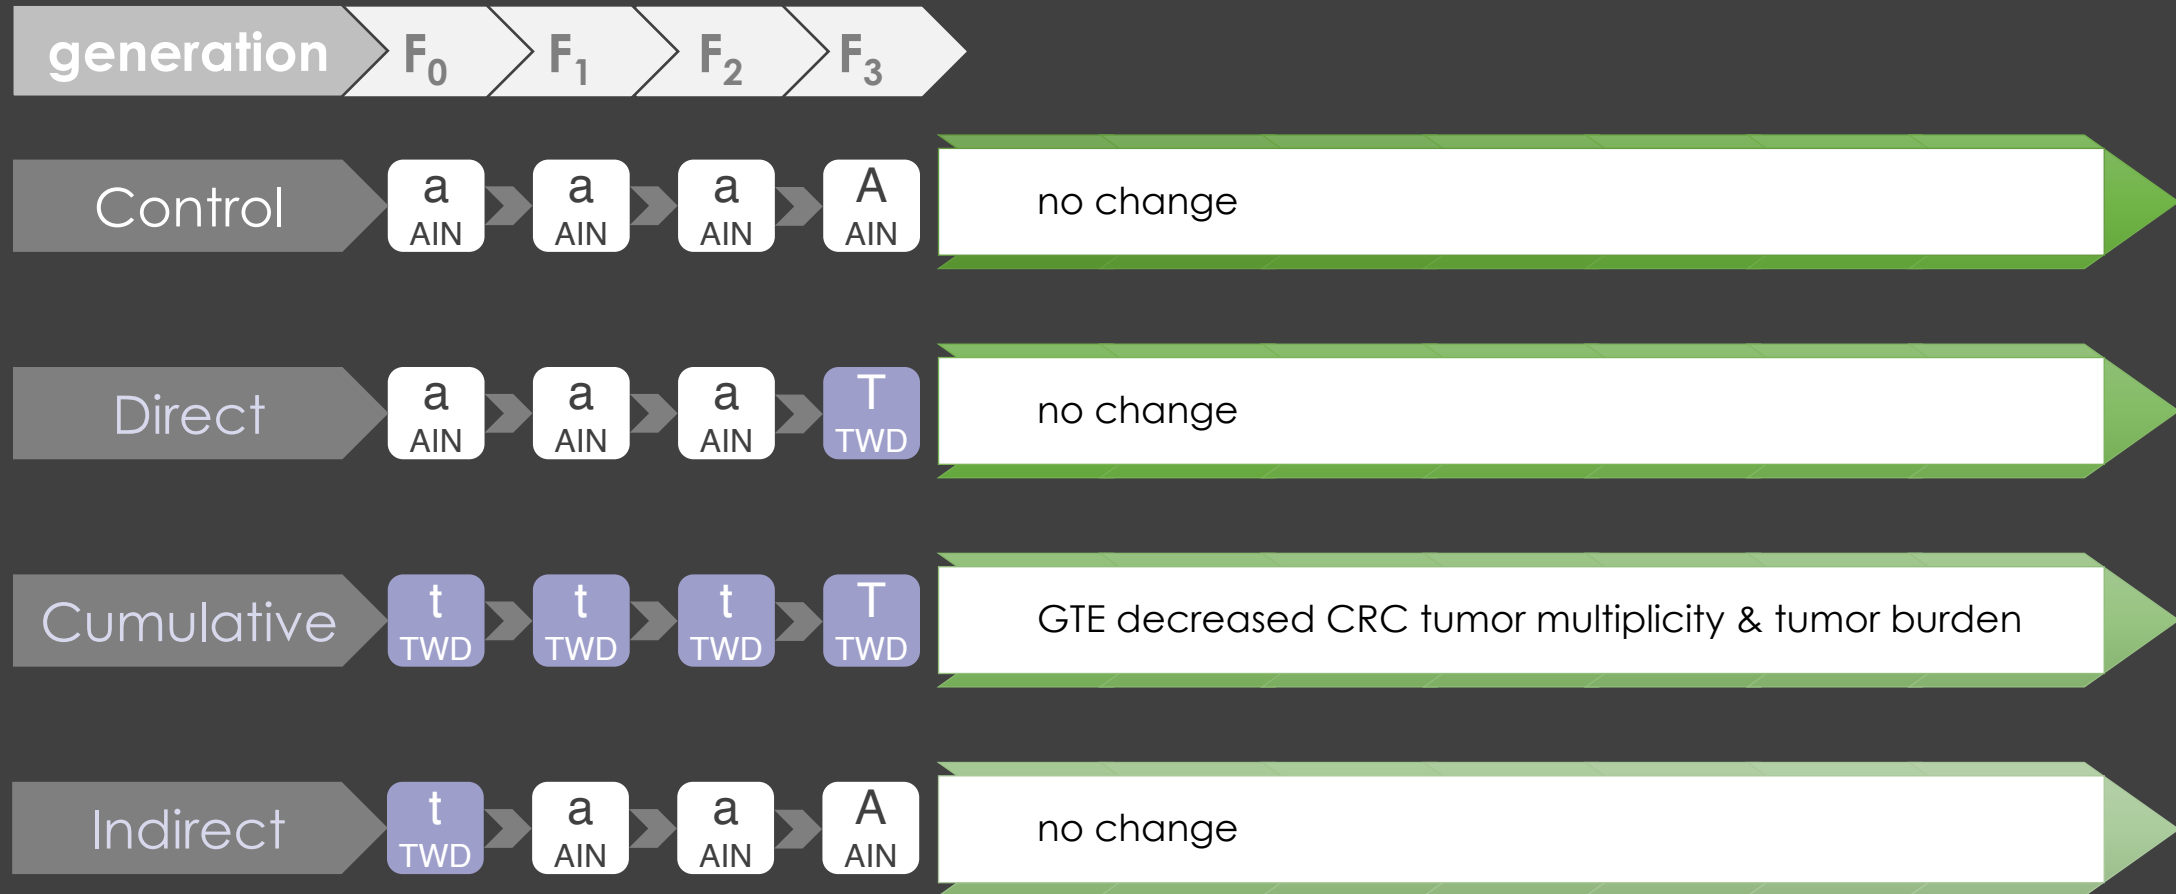 generation F0 F1 F2 F3
Control a AIN a AIN a AIN A AIN no change
Direct a AIN a AIN a AIN T TWD no change
Cumulative t TWD t TWD t TWD T TWD GTE decreased CRC tumor multiplicity & tumor burden
Indirect t TWD a AIN a AIN A AIN no change